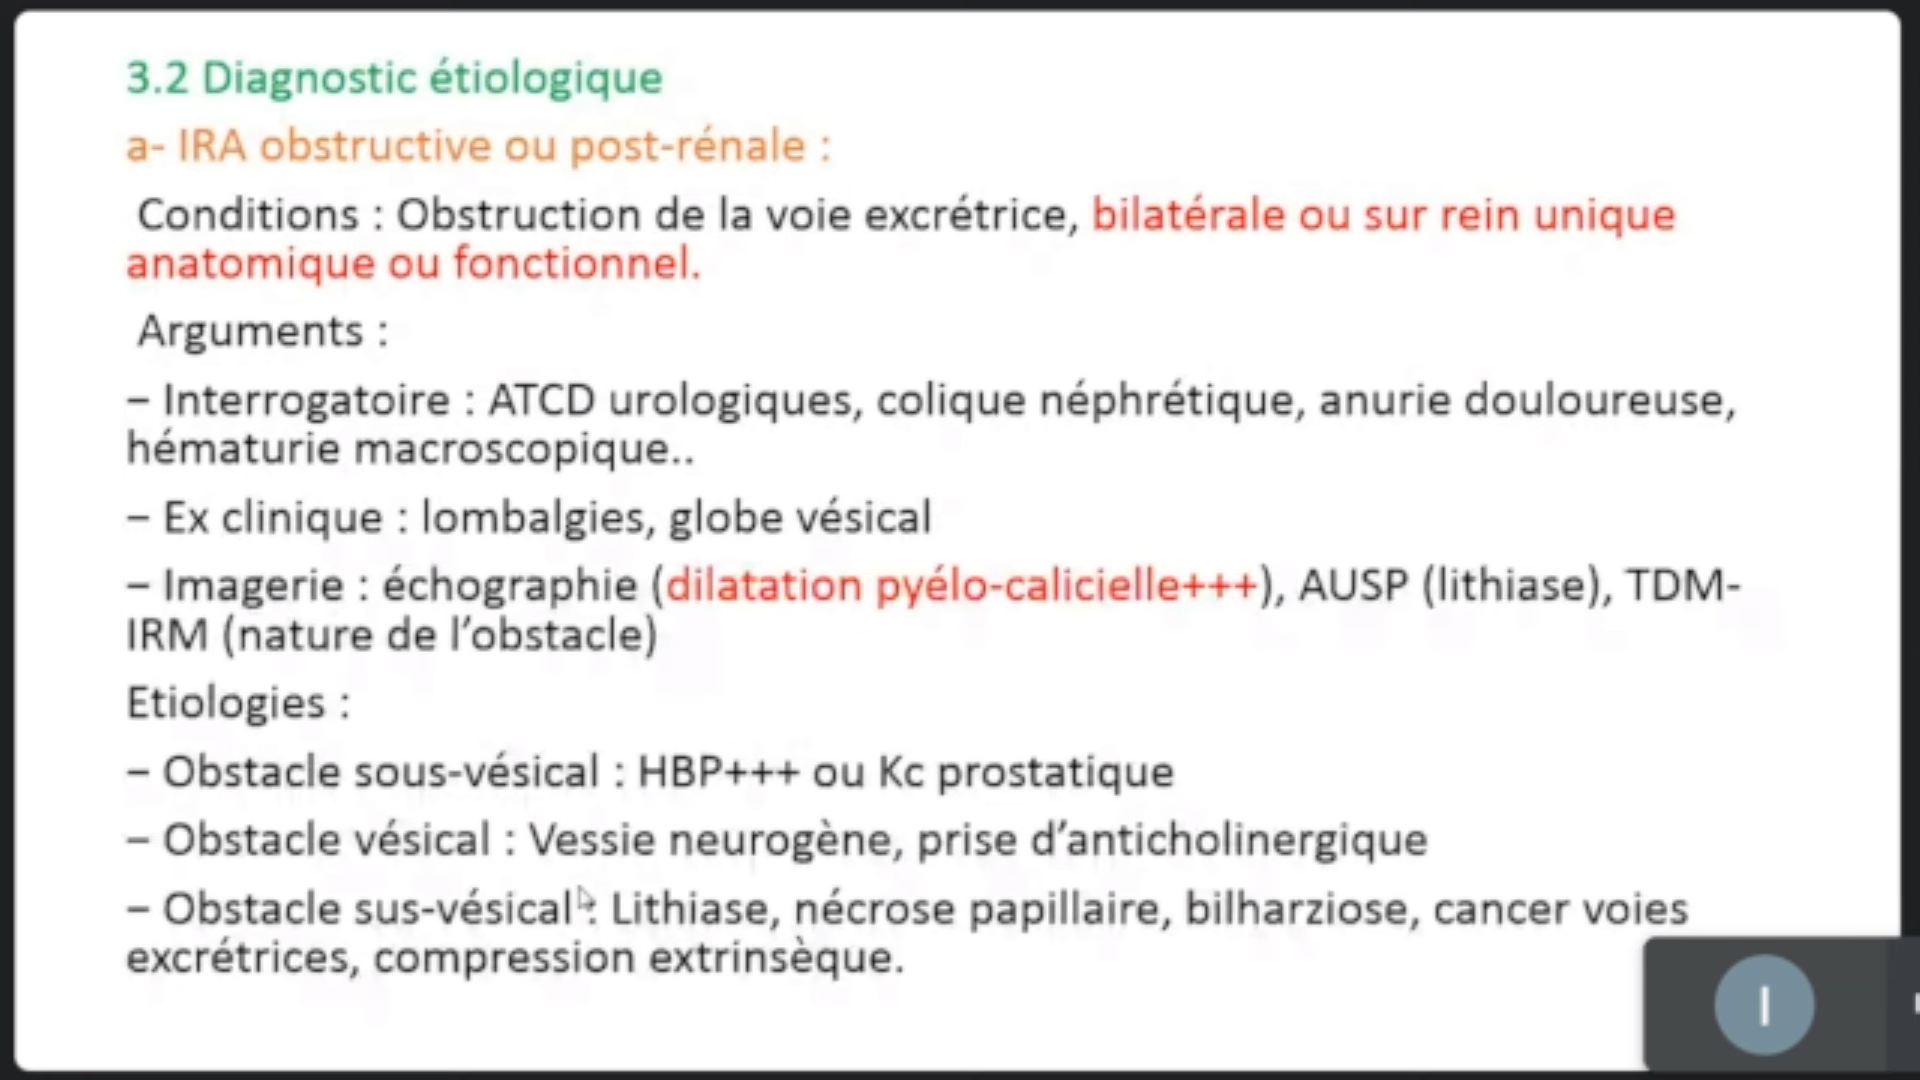 3.2 Diagnostic étiologique
a- IRA obstructive ou post-rénale :
Conditions : Obstruction de la voie excrétrice, bilatérale ou sur rein unique
anatomique ou fonctionnel.
Arguments :
– Interrogatoire : ATCD urologiques, colique néphrétique, anurie douloureuse,
hématurie macroscopique..
– Ex clinique : lombalgies, globe vésical
– Imagerie : échographie (dilatation pyélo-calicielle+++), AUSP (lithiase), TDM-
IRM (nature de l’obstacle)
Etiologies :
– Obstacle sous-vésical : HBP+++ ou Kc prostatique
– Obstacle vésical : Vessie neurogène, prise d’anticholinergique
– Obstacle sus-vésical : Lithiase, nécrose papillaire, bilharziose, cancer voies
excrétrices, compression extrinsèque.
I